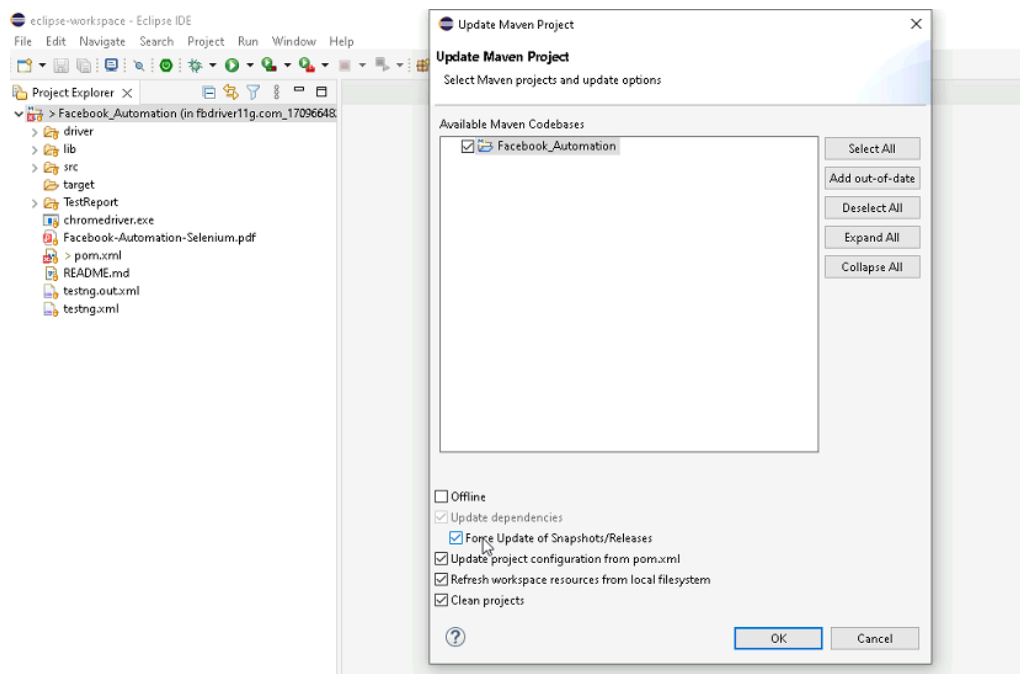 eclipse-workspace - Eclipse IDE
File Edit Navigate Search Project Run Window Help
Project Explorer
> Facebook_Automation (in fbdriver11g.com_17096648
driver
lib
src
target
TestReport
chromedriver.exe
Facebook-Automation-Selenium.pdf
> pom.xml
README.md
testng.out.xml
testng.xml
Update Maven Project
Update Maven Project
Select Maven projects and update options
Available Maven Codebases
Facebook_Automation
Select All
Add out-of-date
Deselect All
Expand All
Collapse All
Offline
Update dependencies
Force Update of Snapshots/Releases
Update project configuration from pom.xml
Refresh workspace resources from local filesystem
Clean projects
OK
Cancel